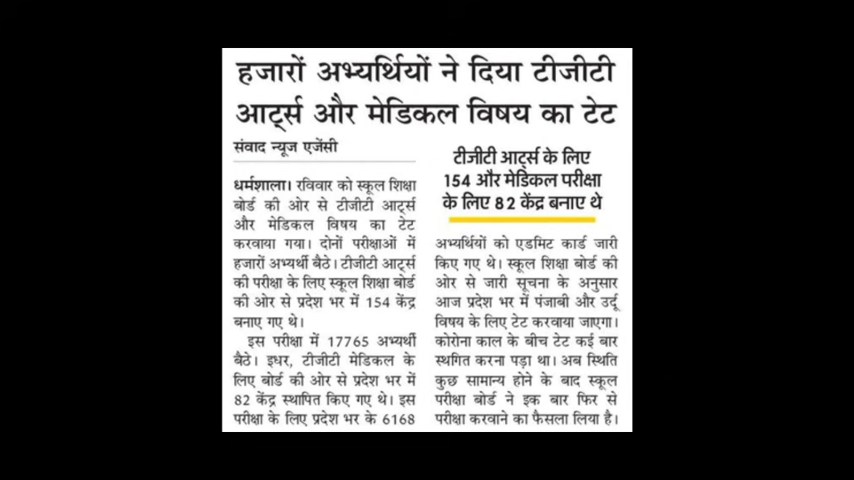 हजारों अभ्यर्थियों ने दिया टीजीटी
आर्ट्स और मेडिकल विषय का टेट
संवाद न्यूज एजेंसी
धर्मशाला। रविवार को स्कूल शिक्षा
बोर्ड की ओर से टीजीटी आर्ट्स
और मेडिकल विषय का टेट
करवाया गया। दोनों परीक्षाओं में
हजारों अभ्यर्थी बैठे। टीजीटी आर्ट्स
की परीक्षा के लिए स्कूल शिक्षा बोर्ड
की ओर से प्रदेश भर में 154 केंद्र
बनाए गए थे।
इस परीक्षा में 17765 अभ्यर्थी
बैठे। इधर, टीजीटी मेडिकल के
लिए बोर्ड की ओर से प्रदेश भर में
82 केंद्र स्थापित किए गए थे। इस
परीक्षा के लिए प्रदेश भर के 6168
टीजीटी आर्ट्स के लिए
154 और मेडिकल परीक्षा
के लिए 82 केंद्र बनाए थे
अभ्यर्थियों को एडमिट कार्ड जारी
किए गए थे। स्कूल शिक्षा बोर्ड की
ओर से जारी सूचना के अनुसार
आज प्रदेश भर में पंजाबी और उर्दू
विषय के लिए टेट करवाया जाएगा।
कोरोना काल के बीच टेट कई बार
स्थगित करना पड़ा था। अब स्थिति
कुछ सामान्य होने के बाद स्कूल
परीक्षा बोर्ड ने इक बार फिर से
परीक्षा करवाने का फैसला लिया है।